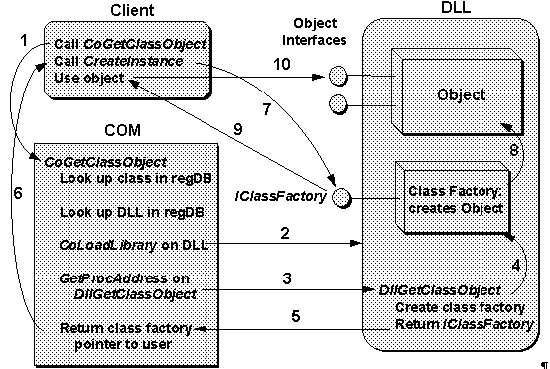 Client
Call CoGetClassObject
Call CreateInstance
Use object
Object
Interfaces
DLL
Object
1
10
7
9
8
COM
CoGetClassObject
Look up class in regDB
Look up DLL in regDB
CoLoadLibrary on DLL
GetProcAddress on
DllGetClassObject
Return class factory
pointer to user
6
IClassFactory
Class Factory:
creates Object
2
3
4
5
DllGetClassObject
Create class factory
Return IClassFactory
¶